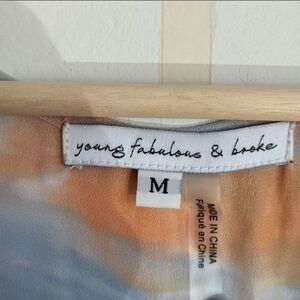 young fabulous & broke
M
MADE IN CHINA
Fabriqué en Chine